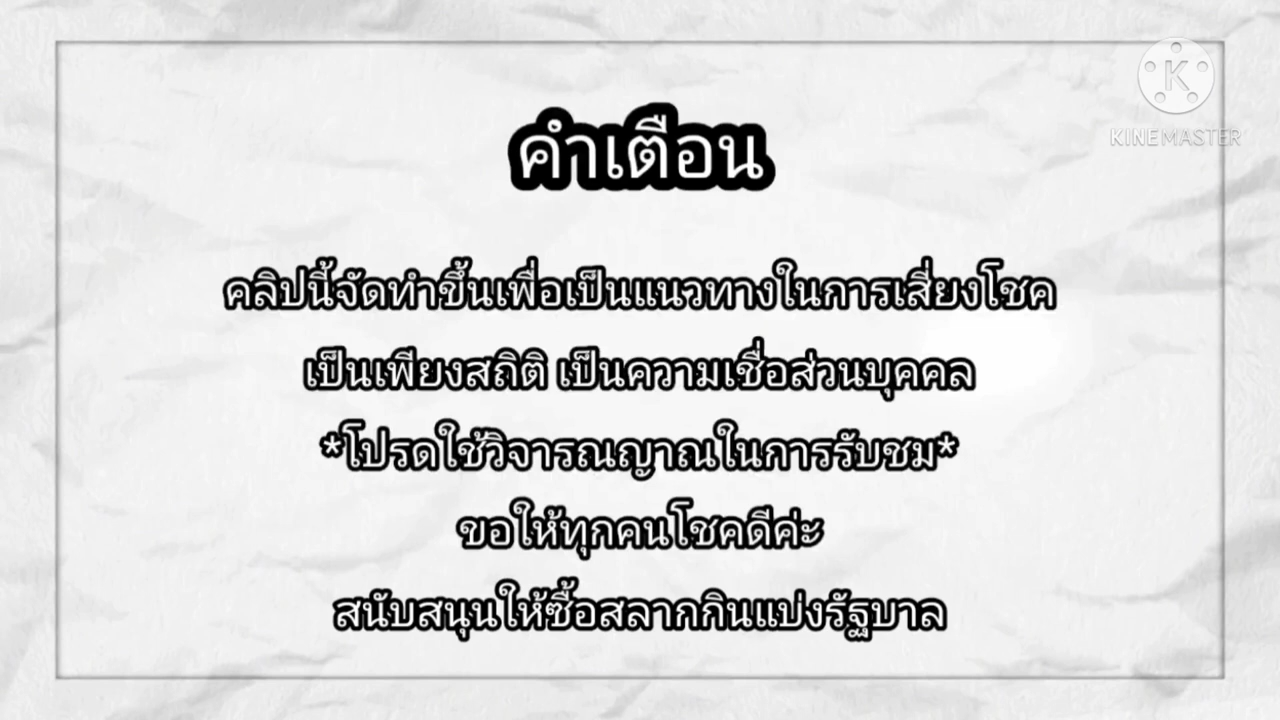 K
KINEMASTER
คำเตือน
คลิปนี้จัดทำขึ้นเพื่อเป็นแนวทางในการเสี่ยงโชค
เป็นเพียงสถิติ เป็นความเชื่อส่วนบุคคล
*โปรดใช้วิจารณญาณในการรับชม*
ขอให้ทุกคนโชคดีค่ะ
สนับสนุนให้ซื้อสลากกินแบ่งรัฐบาล